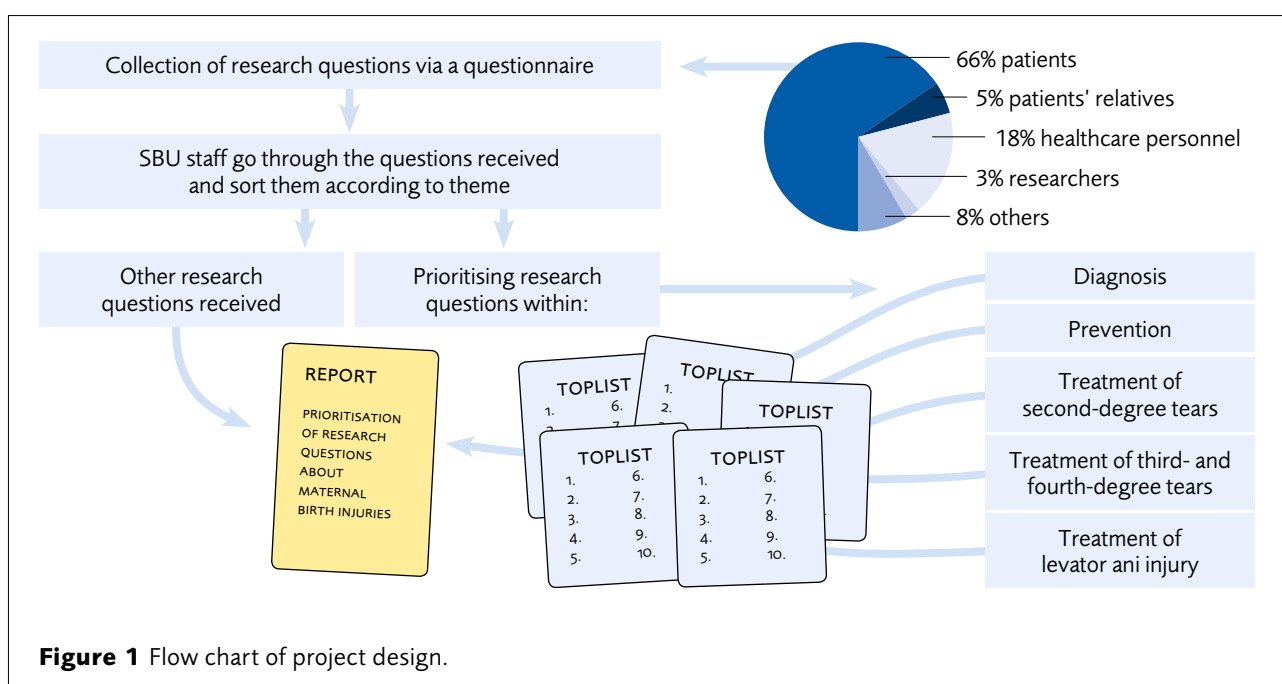 Collection of research questions via a questionnaire
66% patients
5% patients' relatives
18% healthcare personnel
3% researchers
8% others
SBU staff go through the questions received
and sort them according to theme
Other research
questions received
Prioritising research
questions within:
Diagnosis
Prevention
Treatment of
second-degree tears
Treatment of third- and
fourth-degree tears
Treatment of
levator ani injury
REPORT
PRIORITISATION
OF RESEARCH
QUESTIONS
ABOUT
MATERNAL
BIRTH INJURIES
TOPLIST
1. 6.
TOPLIST
1.
2.
TOPLIST
TOPLIST
1. 6.
2. 7.
3. 8.
4. 9.
5. 10.
TOPLIST
1. 6.
2. 7.
3. 8.
4. 9.
5. 10.
Figure 1 Flow chart of project design.